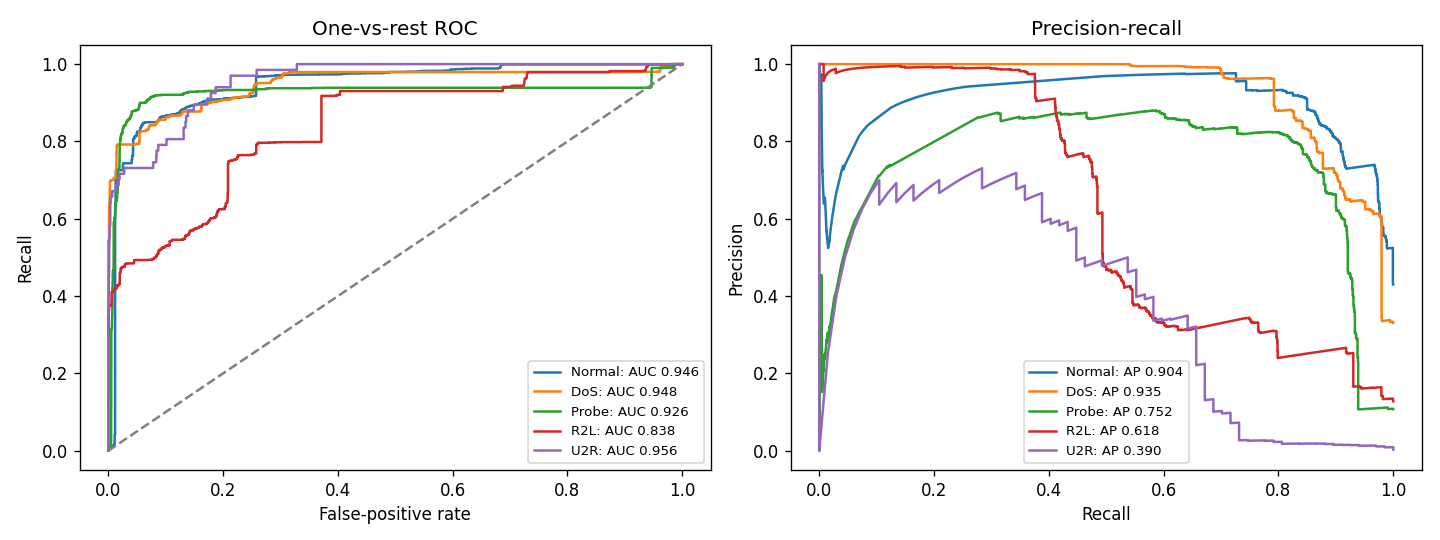 One-vs-rest ROC
Recall
1.0
0.8
0.6
0.4
0.2
0.0
0.0 0.2 0.4 0.6 0.8 1.0
False-positive rate
Normal: AUC 0.946
DoS: AUC 0.948
Probe: AUC 0.926
R2L: AUC 0.838
U2R: AUC 0.956
Precision-recall
Precision
1.0
0.8
0.6
0.4
0.2
0.0
0.0 0.2 0.4 0.6 0.8 1.0
Recall
Normal: AP 0.904
DoS: AP 0.935
Probe: AP 0.752
R2L: AP 0.618
U2R: AP 0.390